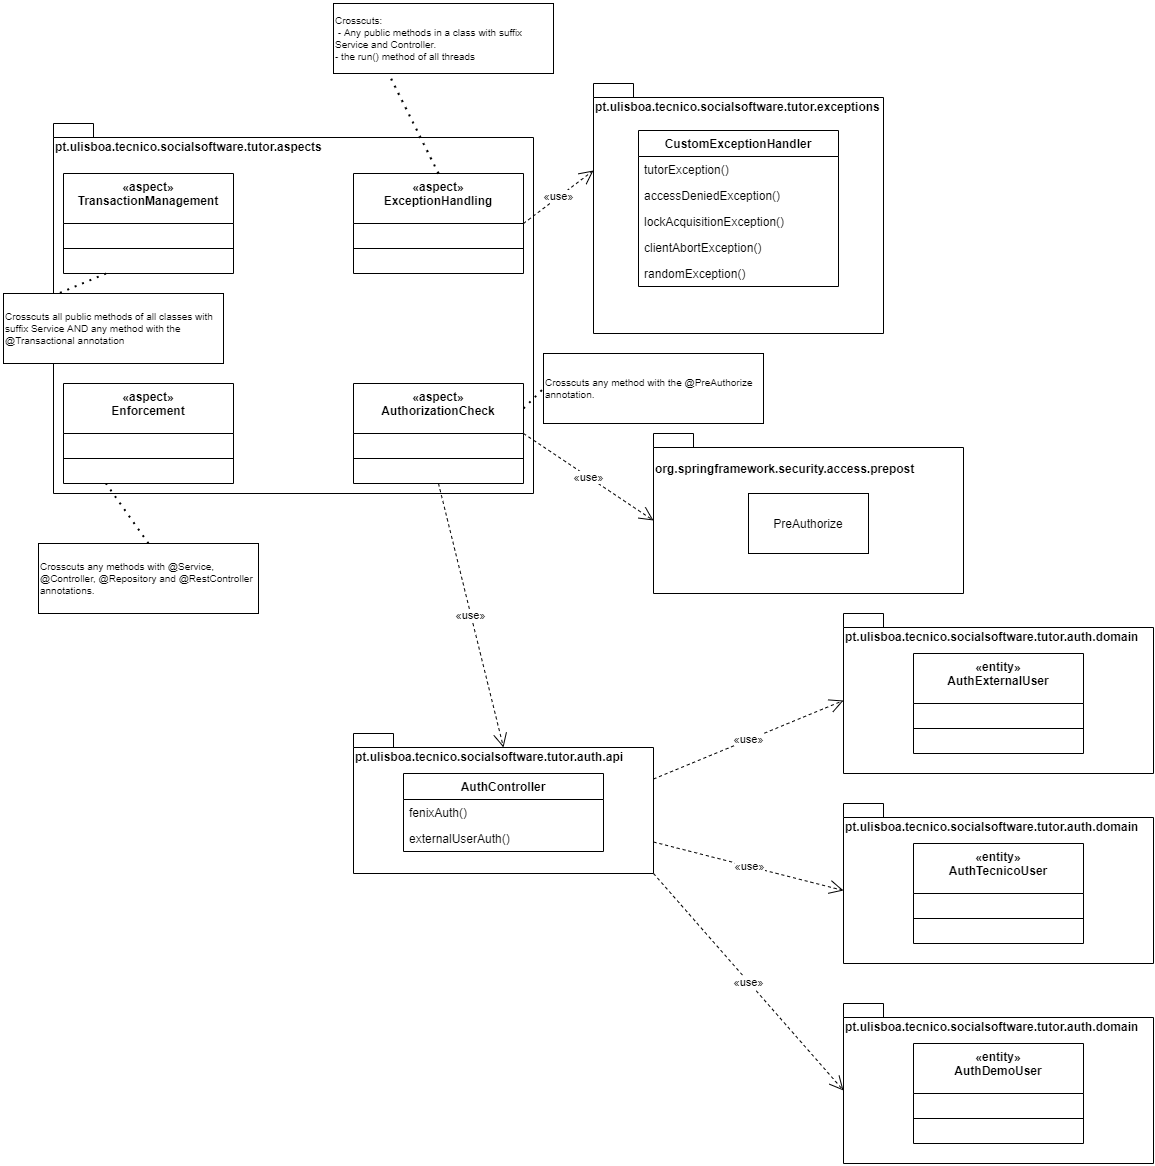 Crosscuts:
- Any public methods in a class with suffix
Service and Controller.
- the run() method of all threads
pt.ulisboa.tecnico.socialsoftware.tutor.exceptions
CustomExceptionHandler
tutorException()
accessDeniedException()
lockAcquisitionException()
clientAbortException()
randomException()
pt.ulisboa.tecnico.socialsoftware.tutor.aspects
«aspect»
TransactionManagement
«aspect»
ExceptionHandling
«use»
Crosscuts all public methods of all classes with
suffix Service AND any method with the
@Transactional annotation
«aspect»
Enforcement
«aspect»
AuthorizationCheck
Crosscuts any method with the @PreAuthorize
annotation.
«use»
org.springframework.security.access.prepost
PreAuthorize
Crosscuts any methods with @Service,
@Controller, @Repository and @RestController
annotations.
«use»
pt.ulisboa.tecnico.socialsoftware.tutor.auth.domain
«entity»
AuthExternalUser
«use»
pt.ulisboa.tecnico.socialsoftware.tutor.auth.api
AuthController
fenixAuth()
externalUserAuth()
pt.ulisboa.tecnico.socialsoftware.tutor.auth.domain
«entity»
AuthTecnicoUser
«use»
«use»
pt.ulisboa.tecnico.socialsoftware.tutor.auth.domain
«entity»
AuthDemoUser